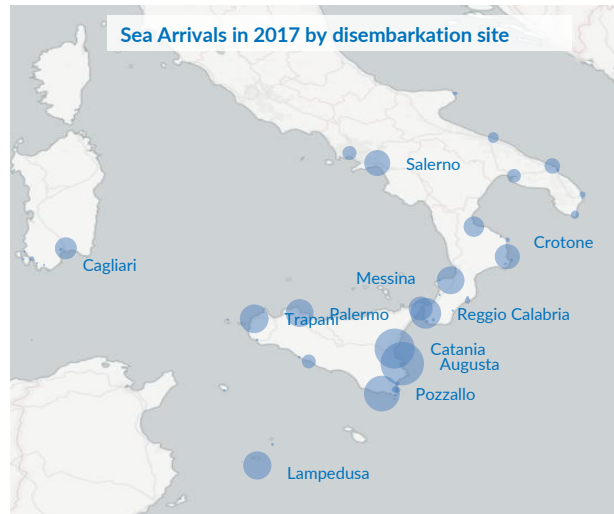 Sea Arrivals in 2017 by disembarkation site
Salerno
Crotone
Cagliari
Messina
Trapani
Palermo
Reggio Calabria
Catania
Augusta
Pozzallo
Lampedusa